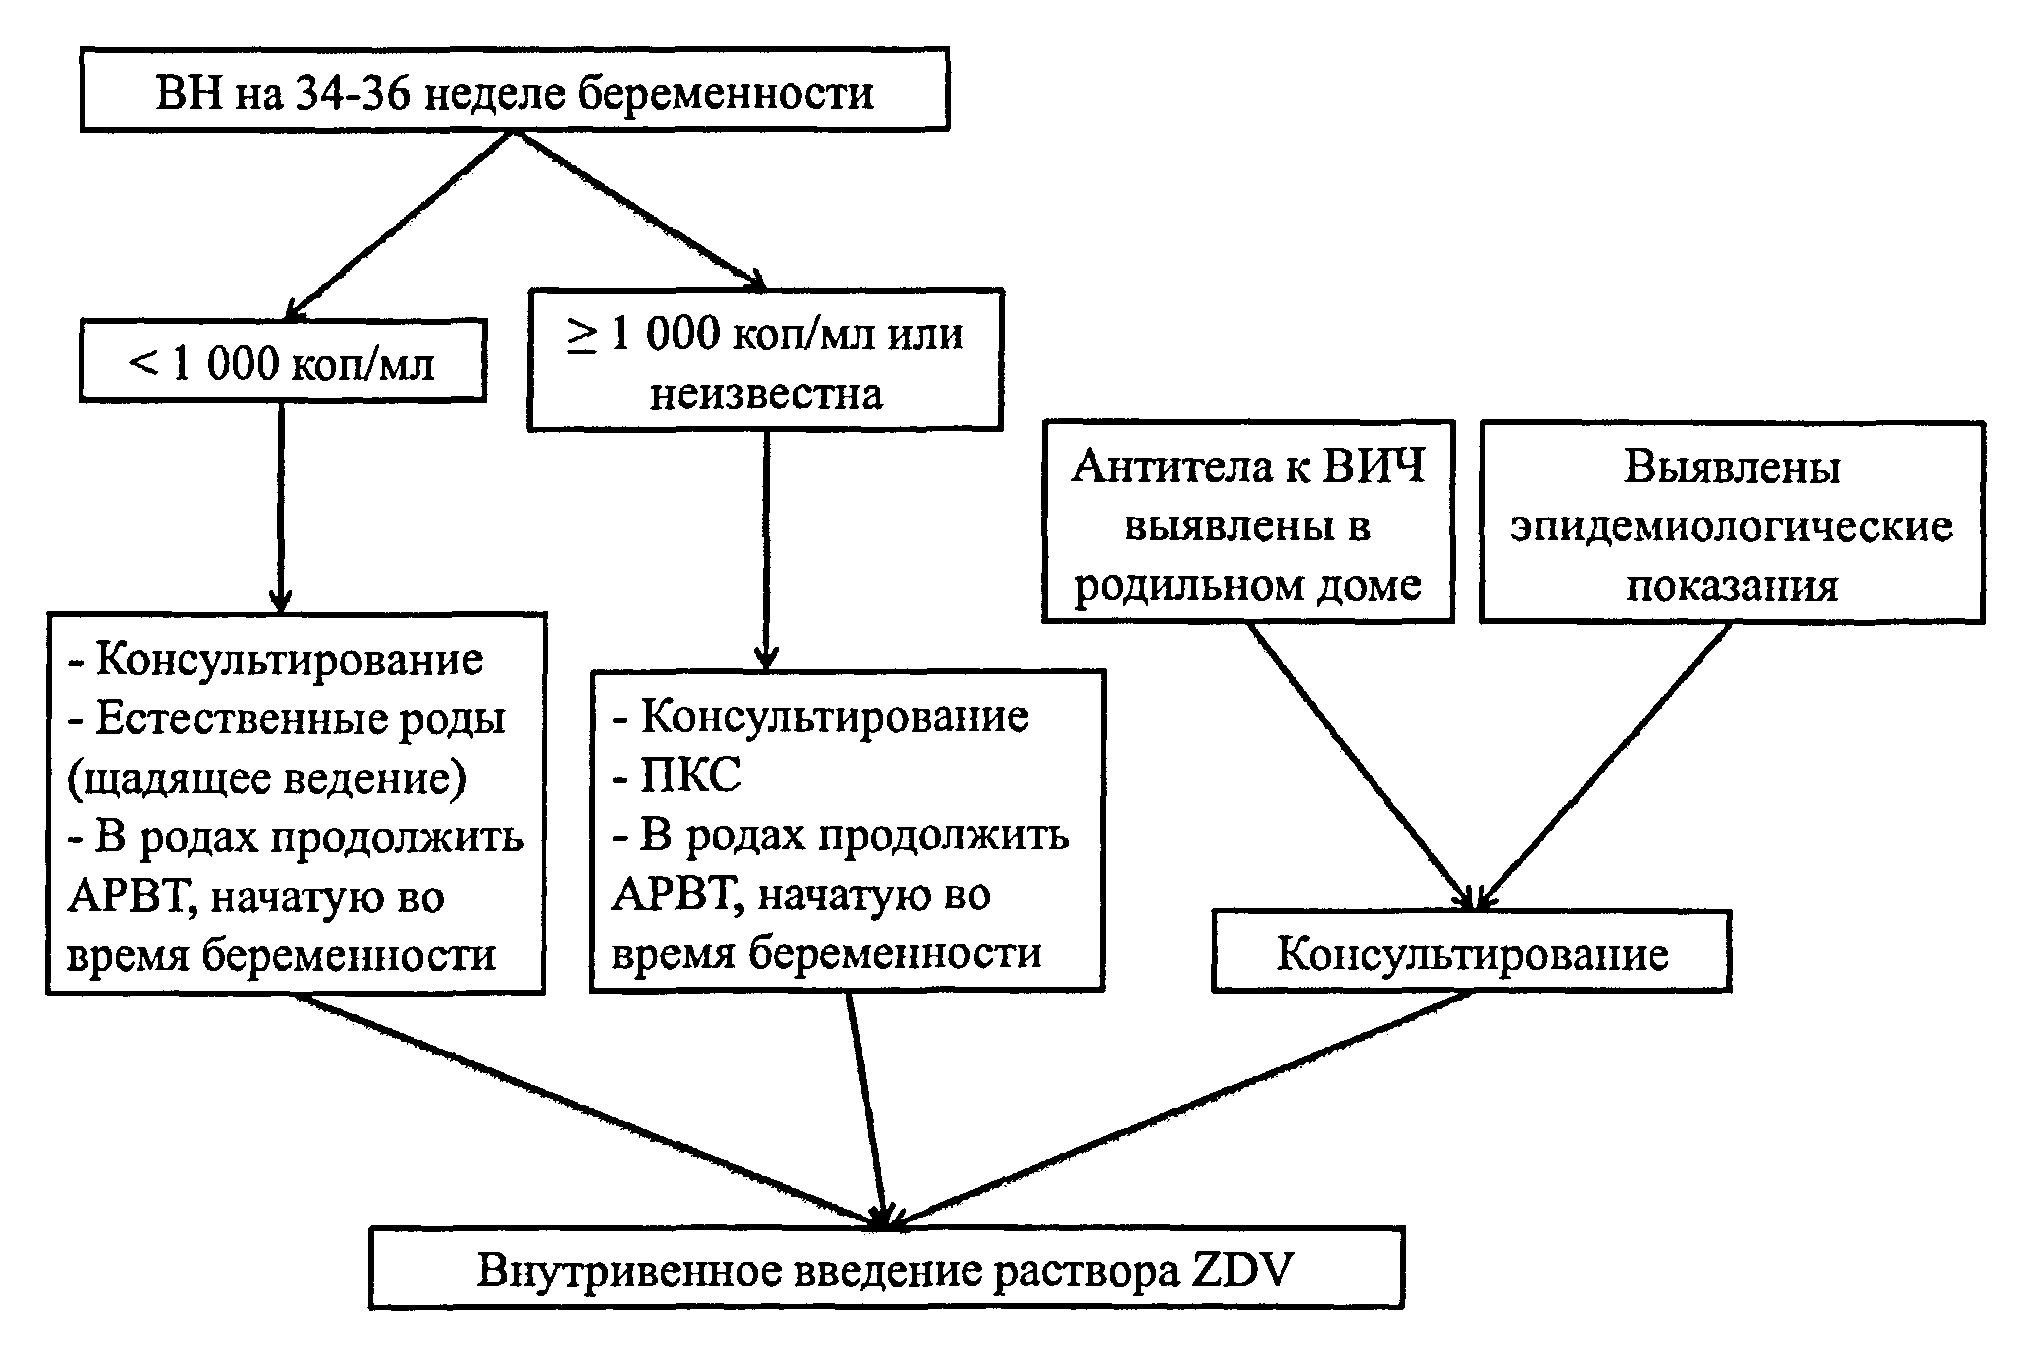 ВН на 34-36 неделе беременности
< 1 000 коп/мл
≥ 1 000 коп/мл или
неизвестна
Антитела к ВИЧ
выявлены в
родильном доме
Выявлены
эпидемиологические
показания
- Консультирование
- Естественные роды
(щадящее ведение)
- В родах продолжить
АРВТ, начатую во
время беременности
- Консультирование
- ПКС
- В родах продолжить
АРВТ, начатую во
время беременности
Консультирование
Внутривенное введение раствора ZDV